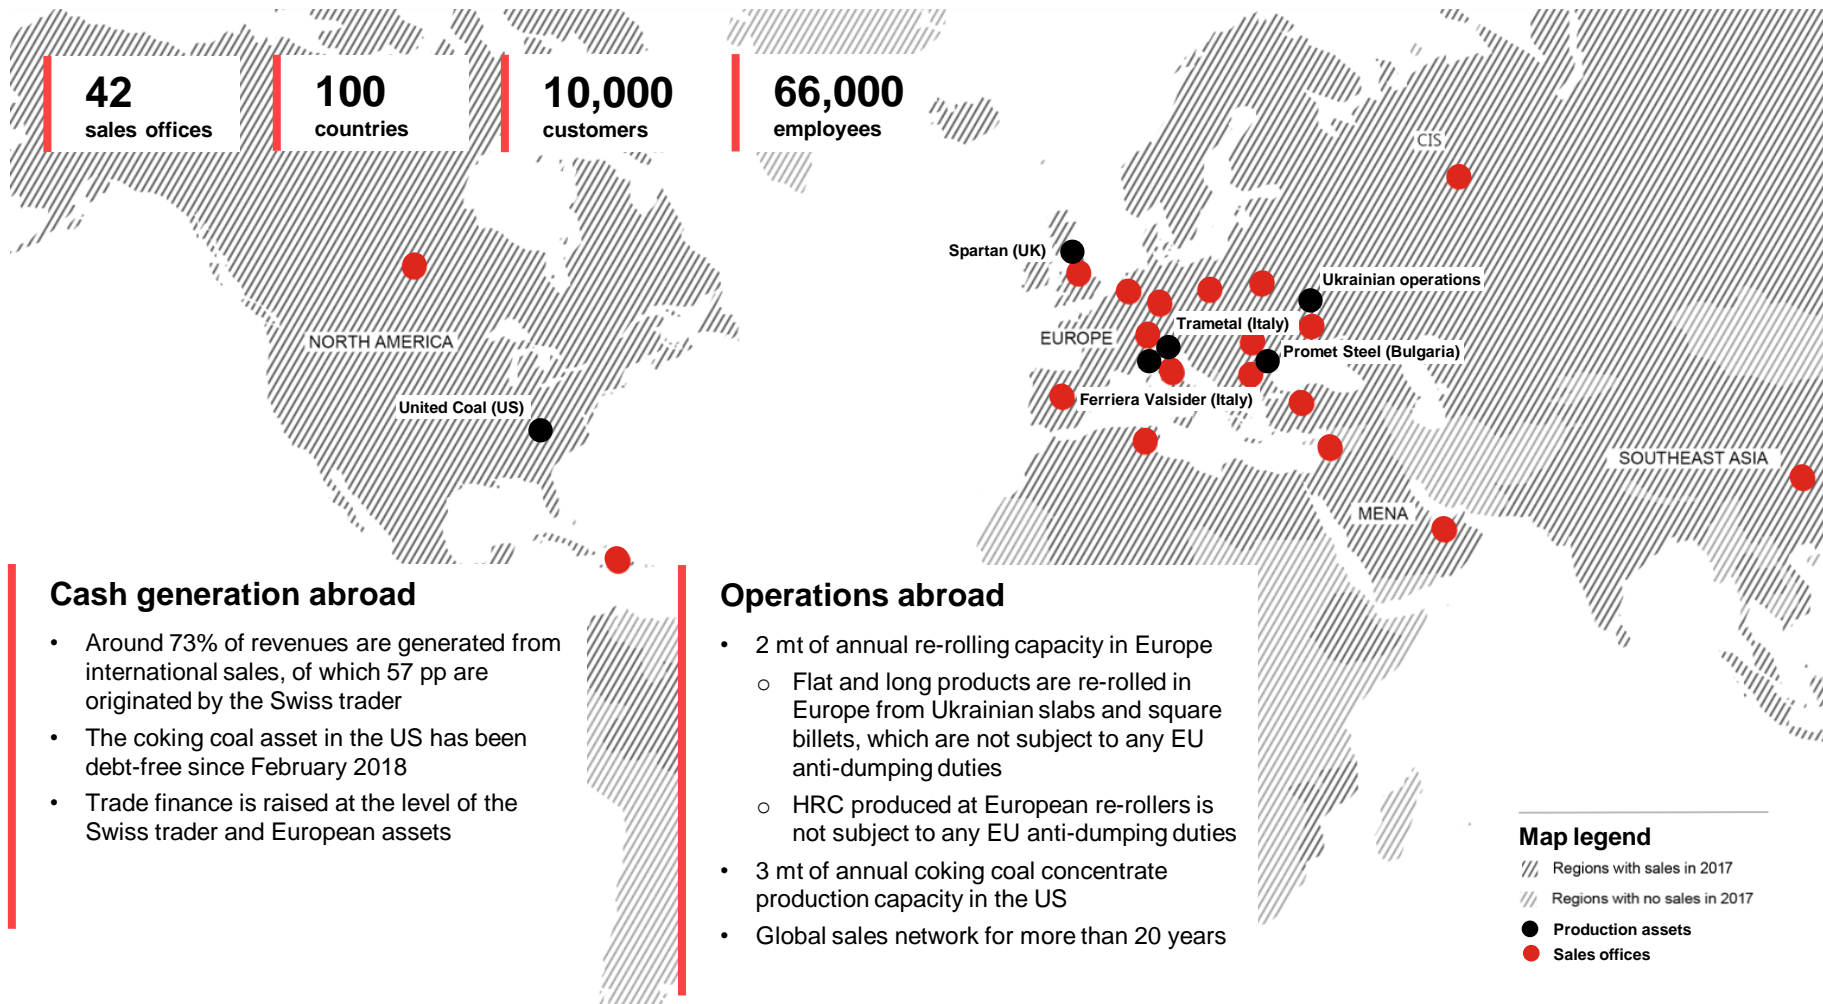 42
sales offices
100
countries
10,000
customers
66,000
employees
CIS
Spartan (UK)
Ukrainian operations
Trametal (Italy)
EUROPE
NORTH AMERICA
Promet Steel (Bulgaria)
Ferriera Valsider (Italy)
United Coal (US)
SOUTHEAST ASIA
MENA
Cash generation abroad
• Around 73% of revenues are generated from
international sales, of which 57 pp are
originated by the Swiss trader
• The coking coal asset in the US has been
debt-free since February 2018
• Trade finance is raised at the level of the
Swiss trader and European assets
Operations abroad
• 2 mt of annual re-rolling capacity in Europe
o Flat and long products are re-rolled in
Europe from Ukrainian slabs and square
billets, which are not subject to any EU
anti-dumping duties
o HRC produced at European re-rollers is
not subject to any EU anti-dumping duties
• 3 mt of annual coking coal concentrate
production capacity in the US
• Global sales network for more than 20 years
Map legend
Regions with sales in 2017
Regions with no sales in 2017
Production assets
Sales offices